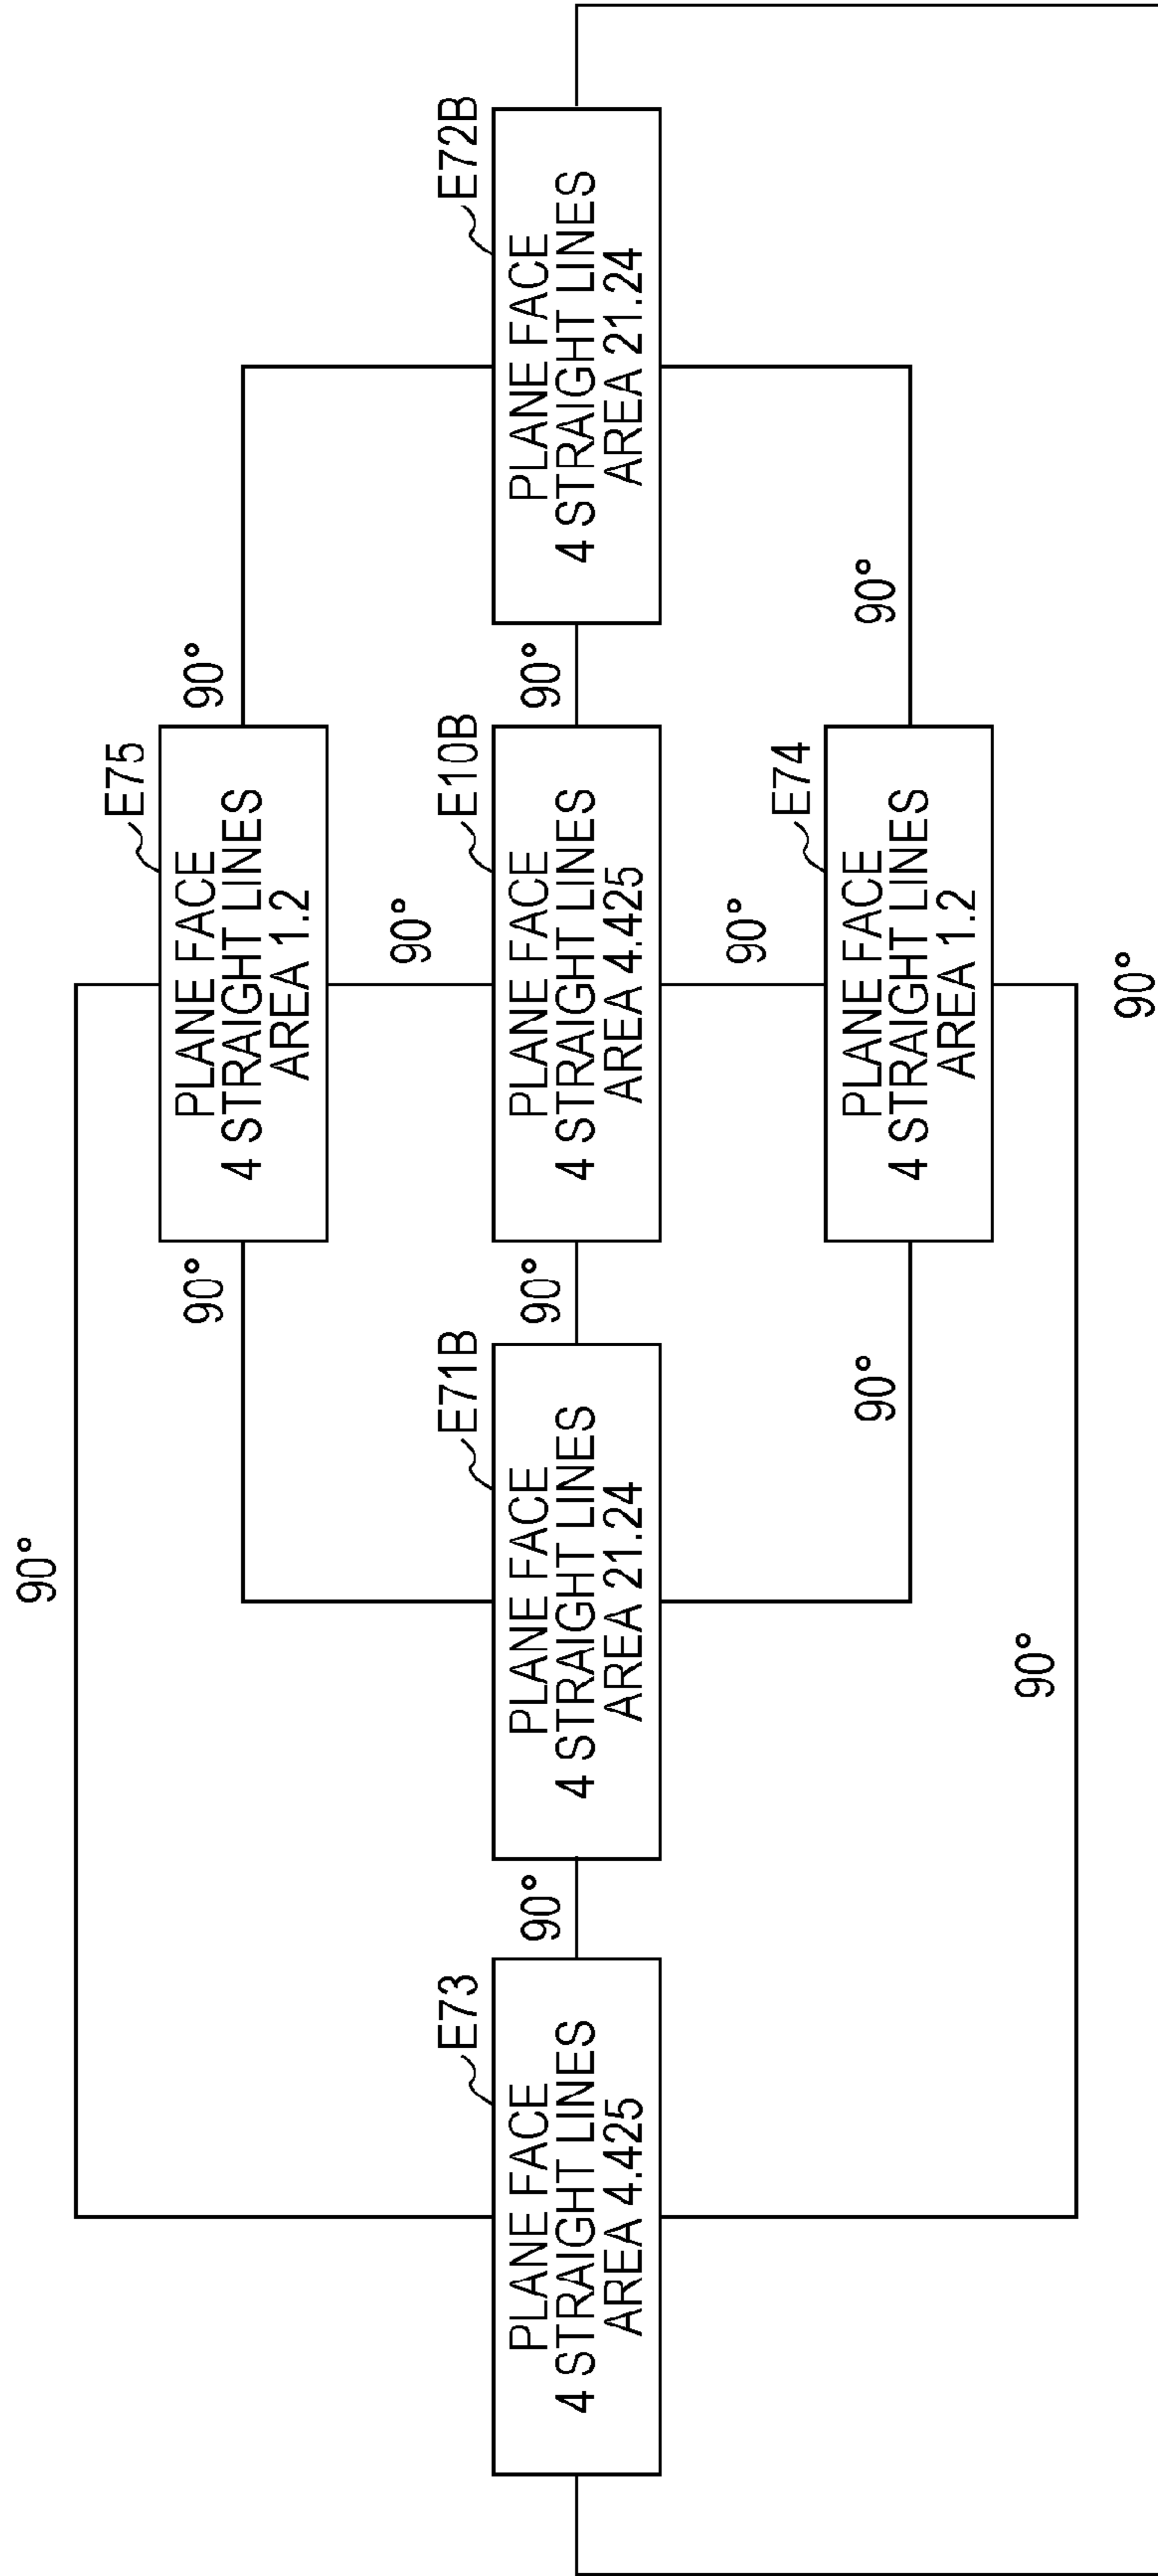 90°
E75
PLANE FACE
4 STRAIGHT LINES
AREA 1.2
90°
90°
90°
E73
PLANE FACE
4 STRAIGHT LINES
AREA 4.425
90°
E71B
PLANE FACE
4 STRAIGHT LINES
AREA 21.24
90°
E10B
PLANE FACE
4 STRAIGHT LINES
AREA 4.425
90°
E72B
PLANE FACE
4 STRAIGHT LINES
AREA 21.24
90°
90°
90°
E74
PLANE FACE
4 STRAIGHT LINES
AREA 1.2
90°
90°